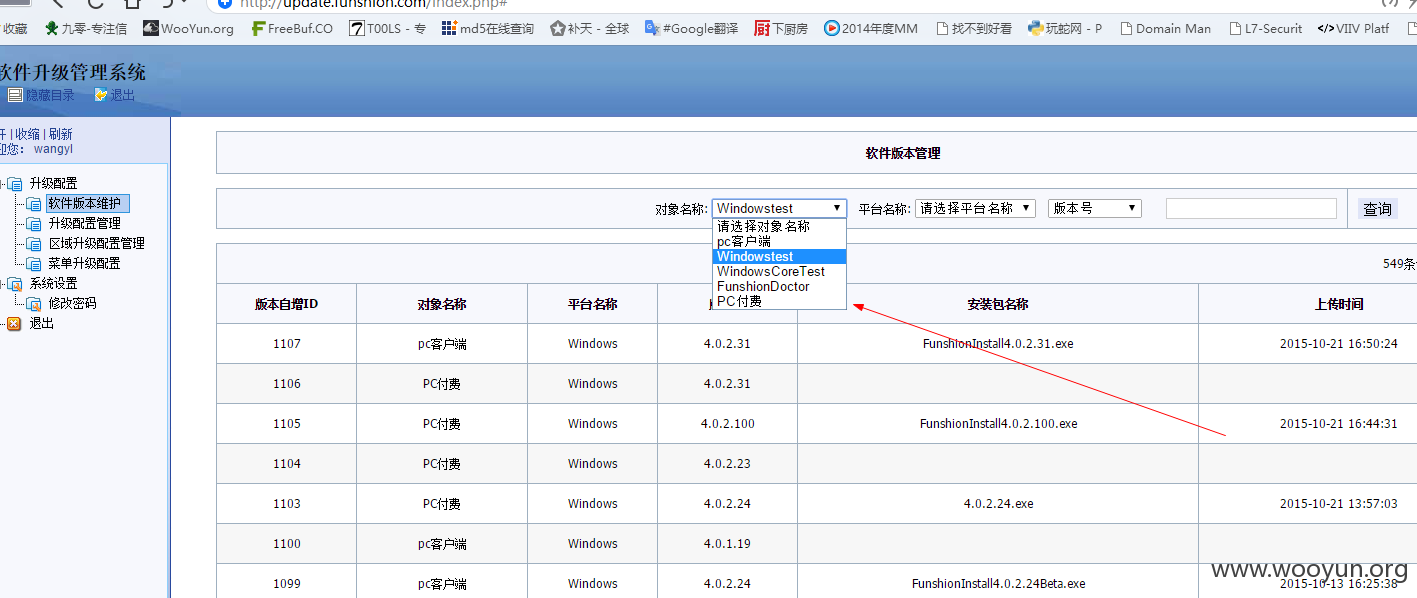 http://update.funshion.com/index.php#
收藏 九零-专注信 WooYun.org FreeBuf.CO T00LS - 专 md5在线查询 补天 - 全球 #Google翻译 下厨房 2014年度MM 找不到好看 玩蛇网 - P Domain Man L7-Securit VIIV Platf
软件升级管理系统
隐藏目录 退出
开 | 收缩 | 刷新
迎您： wangyl
升级配置
软件版本维护
升级配置管理
区域升级配置管理
菜单升级配置
系统设置
修改密码
退出
软件版本管理
对象名称: Windowstest 平台名称: 请选择平台名称 版本号 查询
请选择对象名称
pc客户端
Windowstest
WindowsCoreTest
FunshionDoctor
PC付费
549条
版本自增ID 对象名称 平台名称 安装包名称 上传时间
1107 pc客户端 Windows 4.0.2.31 FunshionInstall4.0.2.31.exe 2015-10-21 16:50:24
1106 PC付费 Windows 4.0.2.31
1105 PC付费 Windows 4.0.2.100 FunshionInstall4.0.2.100.exe 2015-10-21 16:44:31
1104 PC付费 Windows 4.0.2.23
1103 PC付费 Windows 4.0.2.24 4.0.2.24.exe 2015-10-21 13:57:03
1100 pc客户端 Windows 4.0.1.19
1099 pc客户端 Windows 4.0.2.24 FunshionInstall4.0.2.24Beta.exe 2015-10-13 16:25:38
www.wooyun.org